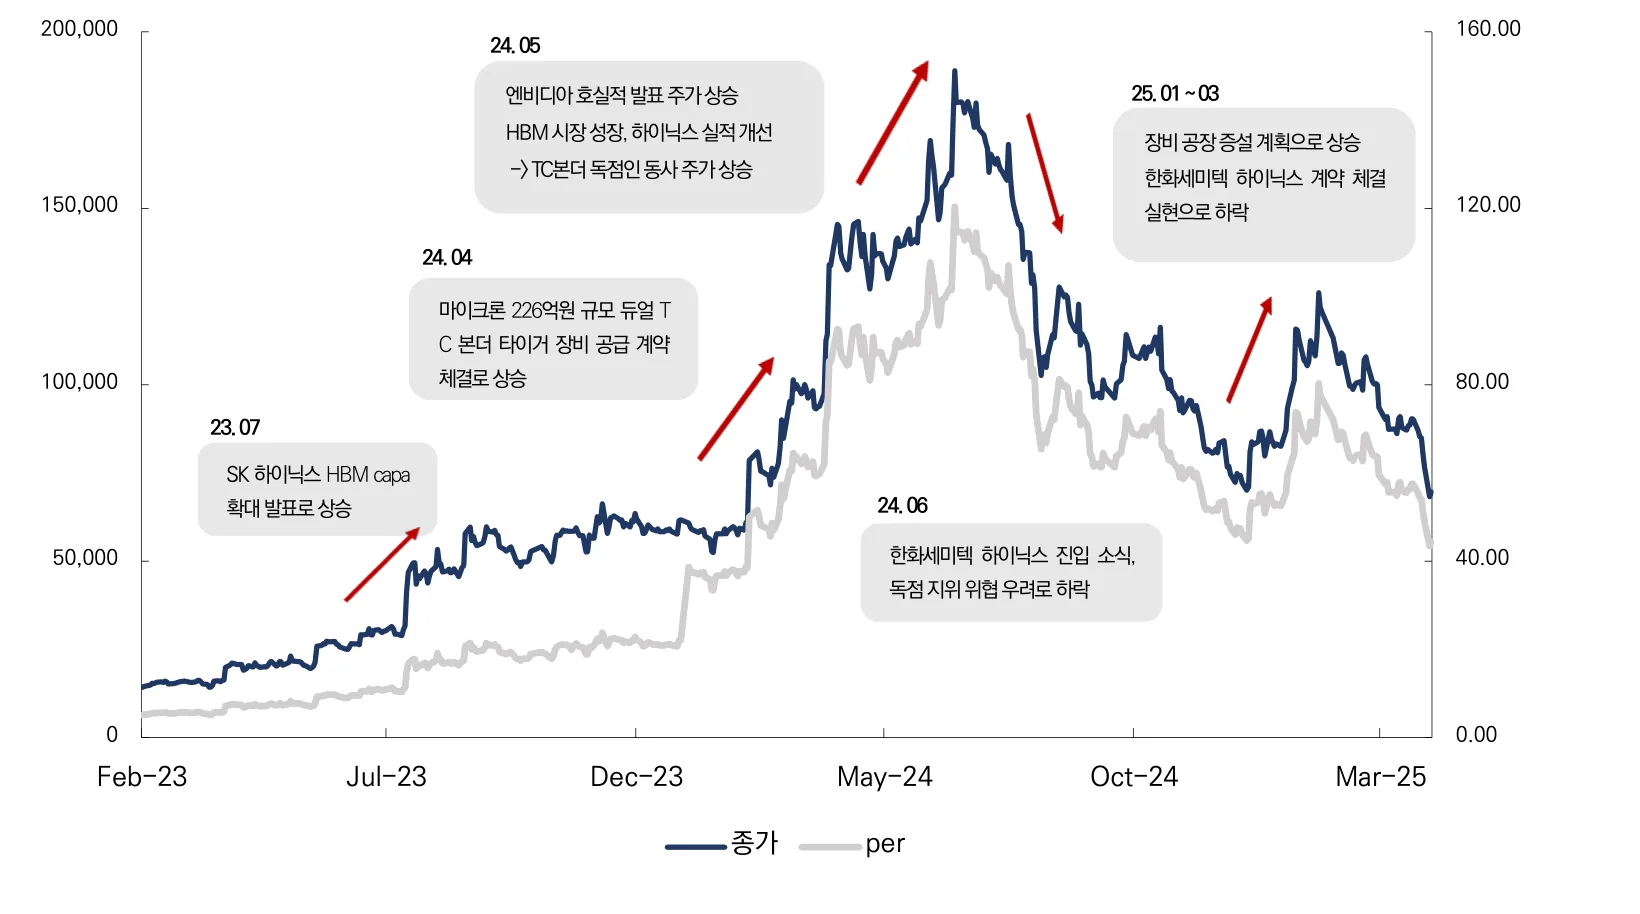 200,000
150,000
100,000
50,000
0
160.00
120.00
80.00
40.00
0.00
24. 05
엔비디아 호실적 발표 주가 상승
HBM 시장 성장, 하이닉스 실적 개선
-> TC본더 독점인 동사 주가 상승
25. 01 ~ 03
장비 공장 증설 계획으로 상승
한화세미텍 하이닉스 계약 체결
실현으로 하락
24. 04
마이크론 226억원 규모 듀얼 T
C 본더 타이거 장비 공급 계약
체결로 상승
23. 07
SK 하이닉스 HBM capa
확대 발표로 상승
24. 06
한화세미텍 하이닉스 진입 소식,
독점 지위 위협 우려로 하락
Feb-23
Jul-23
Dec-23
May-24
Oct-24
Mar-25
종가
per